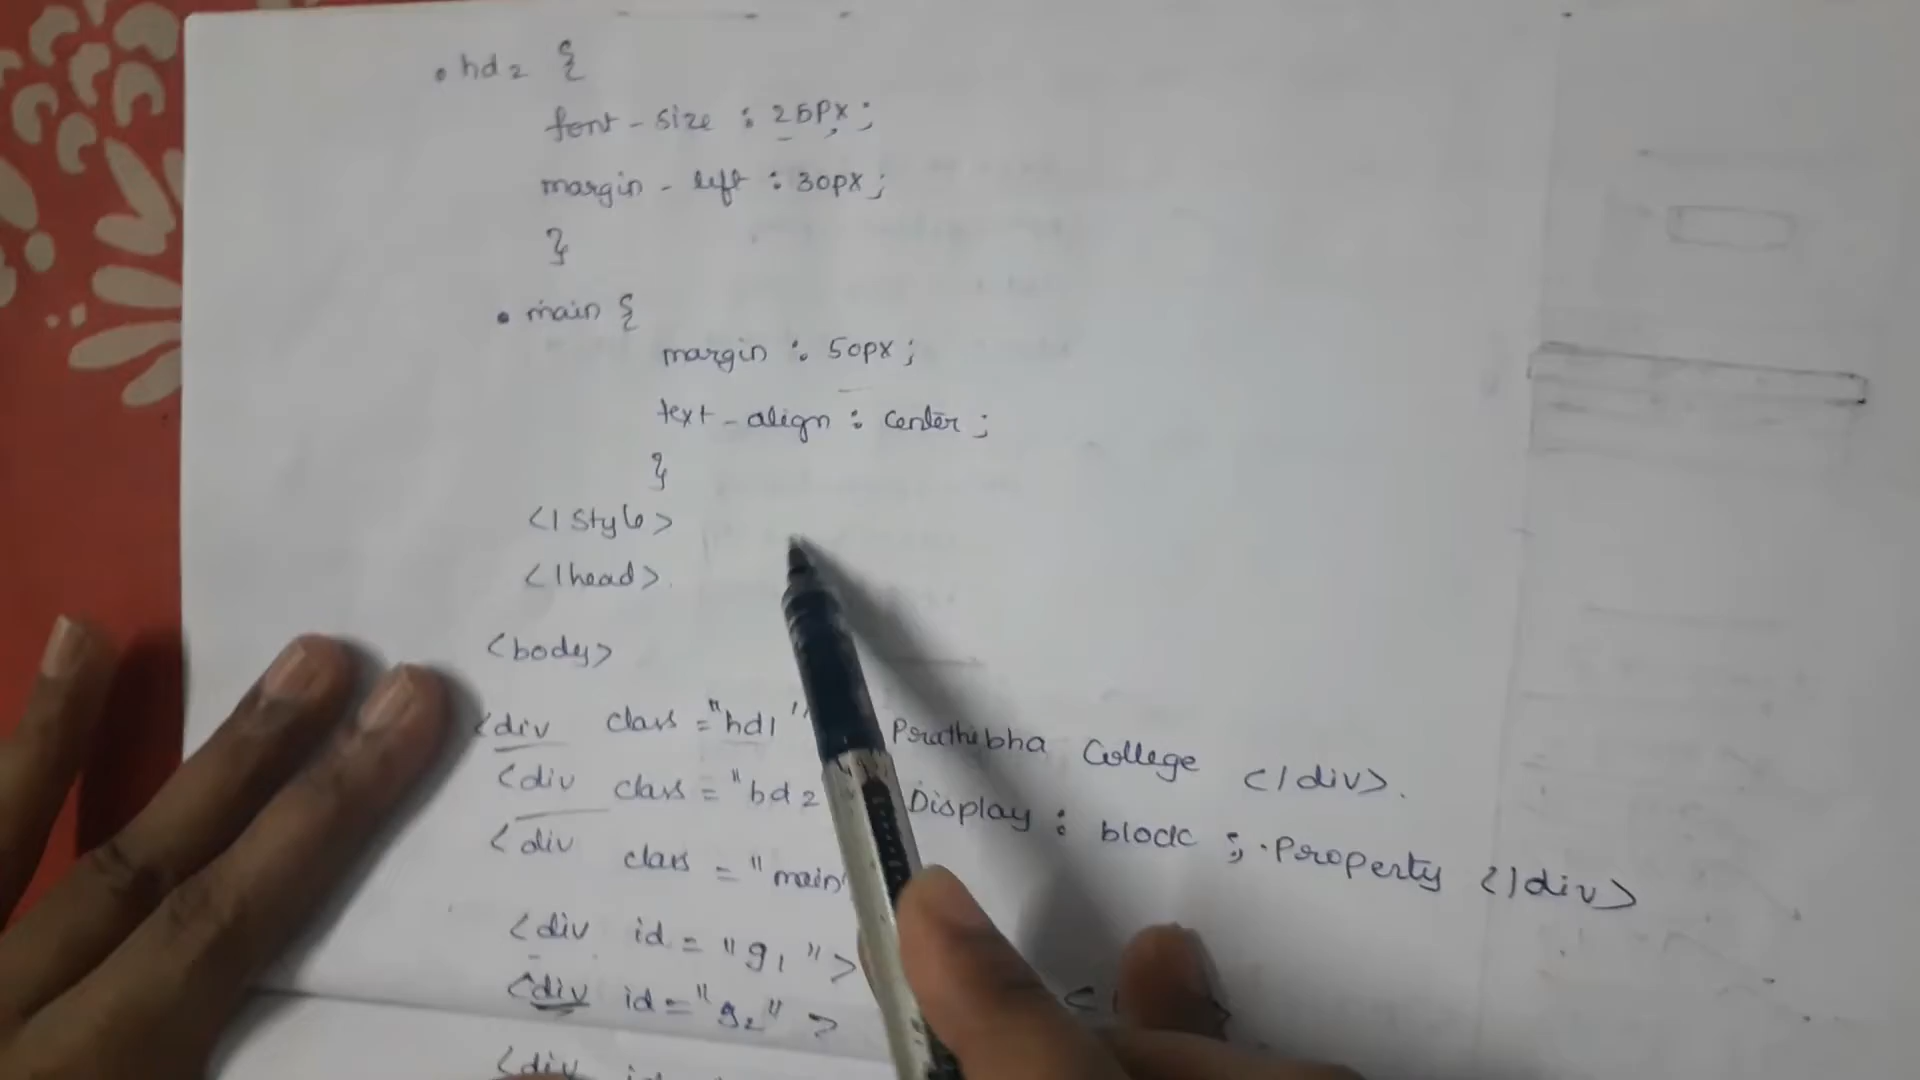 .hd2 {
font-size : 25px;
margin-left : 30px;
}
.main {
margin : 50px;
text-align : center;
}
</style>
</head>
<body>
<div class="hd1" Prathibha College </div>.
<div class="hd2 Display : block ; Property </div>
<div class = "main
<div id = "g1">
<div id="g2" >
<div